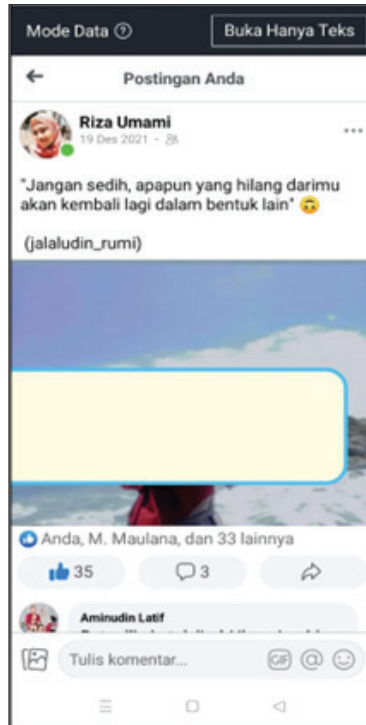 Mode Data
Buka Hanya Teks
Postingan Anda
Riza Umami
19 Des 2021
"Jangan sedih, apapun yang hilang darimu
akan kembali lagi dalam bentuk lain"
(jalaludin_rumi)
Anda, M. Maulana, dan 33 lainnya
35
3
Aminudin Latif
Tulis komentar...
GIF